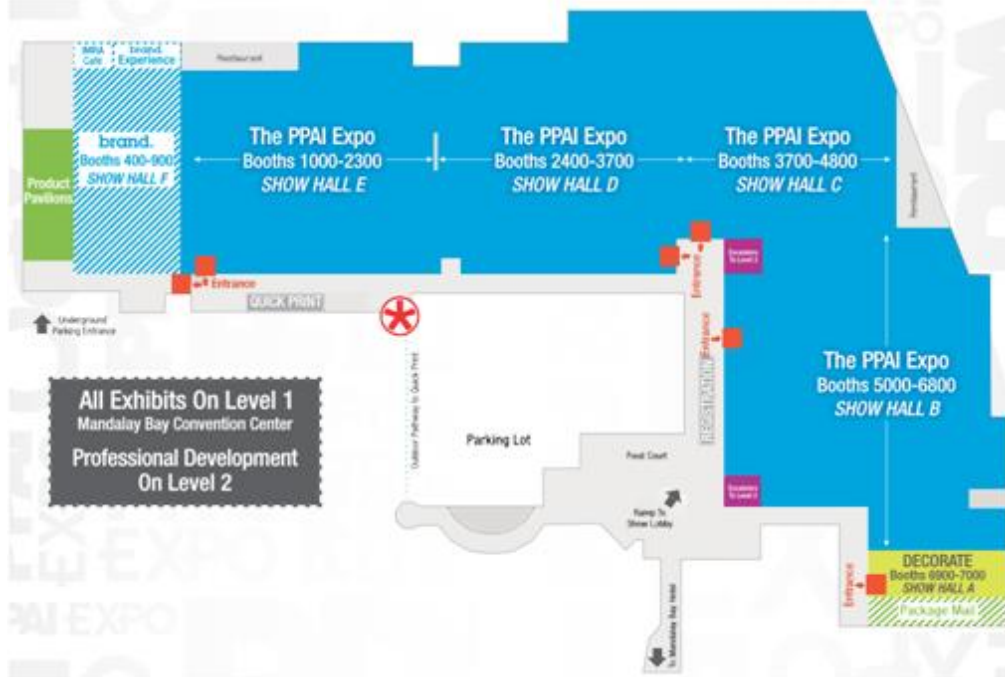 IMRA
Cafe
brand.
Experience
Restaurant
brand.
Booths 400-900
SHOW HALL F
Product
Pavilions
The PPAI Expo
Booths 1000-2300
SHOW HALL E
The PPAI Expo
Booths 2400-3700
SHOW HALL D
The PPAI Expo
Booths 3700-4800
SHOW HALL C
Restaurant
Entrance
QUICK PRINT
Underground
Parking Entrance
Entrance
Escalators
To Level 2
Entrance
REGISTRATION
The PPAI Expo
Booths 5000-6800
SHOW HALL B
All Exhibits On Level 1
Mandalay Bay Convention Center
Professional Development
On Level 2
Outdoor Pathway to Quick Print
Parking Lot
Food Court
Ramp To
Show Lobby
Escalators
To Level 2
To Mandalay Bay Hotel
Entrance
DECORATE
Booths 6900-7000
SHOW HALL A
Package Mail
EXPO
PPAI EXPO